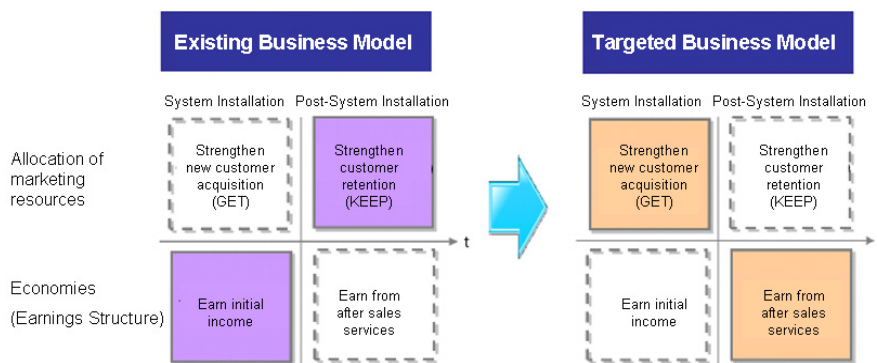 Existing Business Model
Targeted Business Model
System Installation
Post-System Installation
System Installation
Post-System Installation
Allocation of
marketing
resources
Strengthen
new customer
acquisition
(GET)
Strengthen
customer
retention
(KEEP)
Strengthen
new customer
acquisition
(GET)
Strengthen
customer
retention
(KEEP)
t
Economies
(Earnings Structure)
Earn initial
income
Earn from
after sales
services
Earn initial
income
Earn from
after sales
services